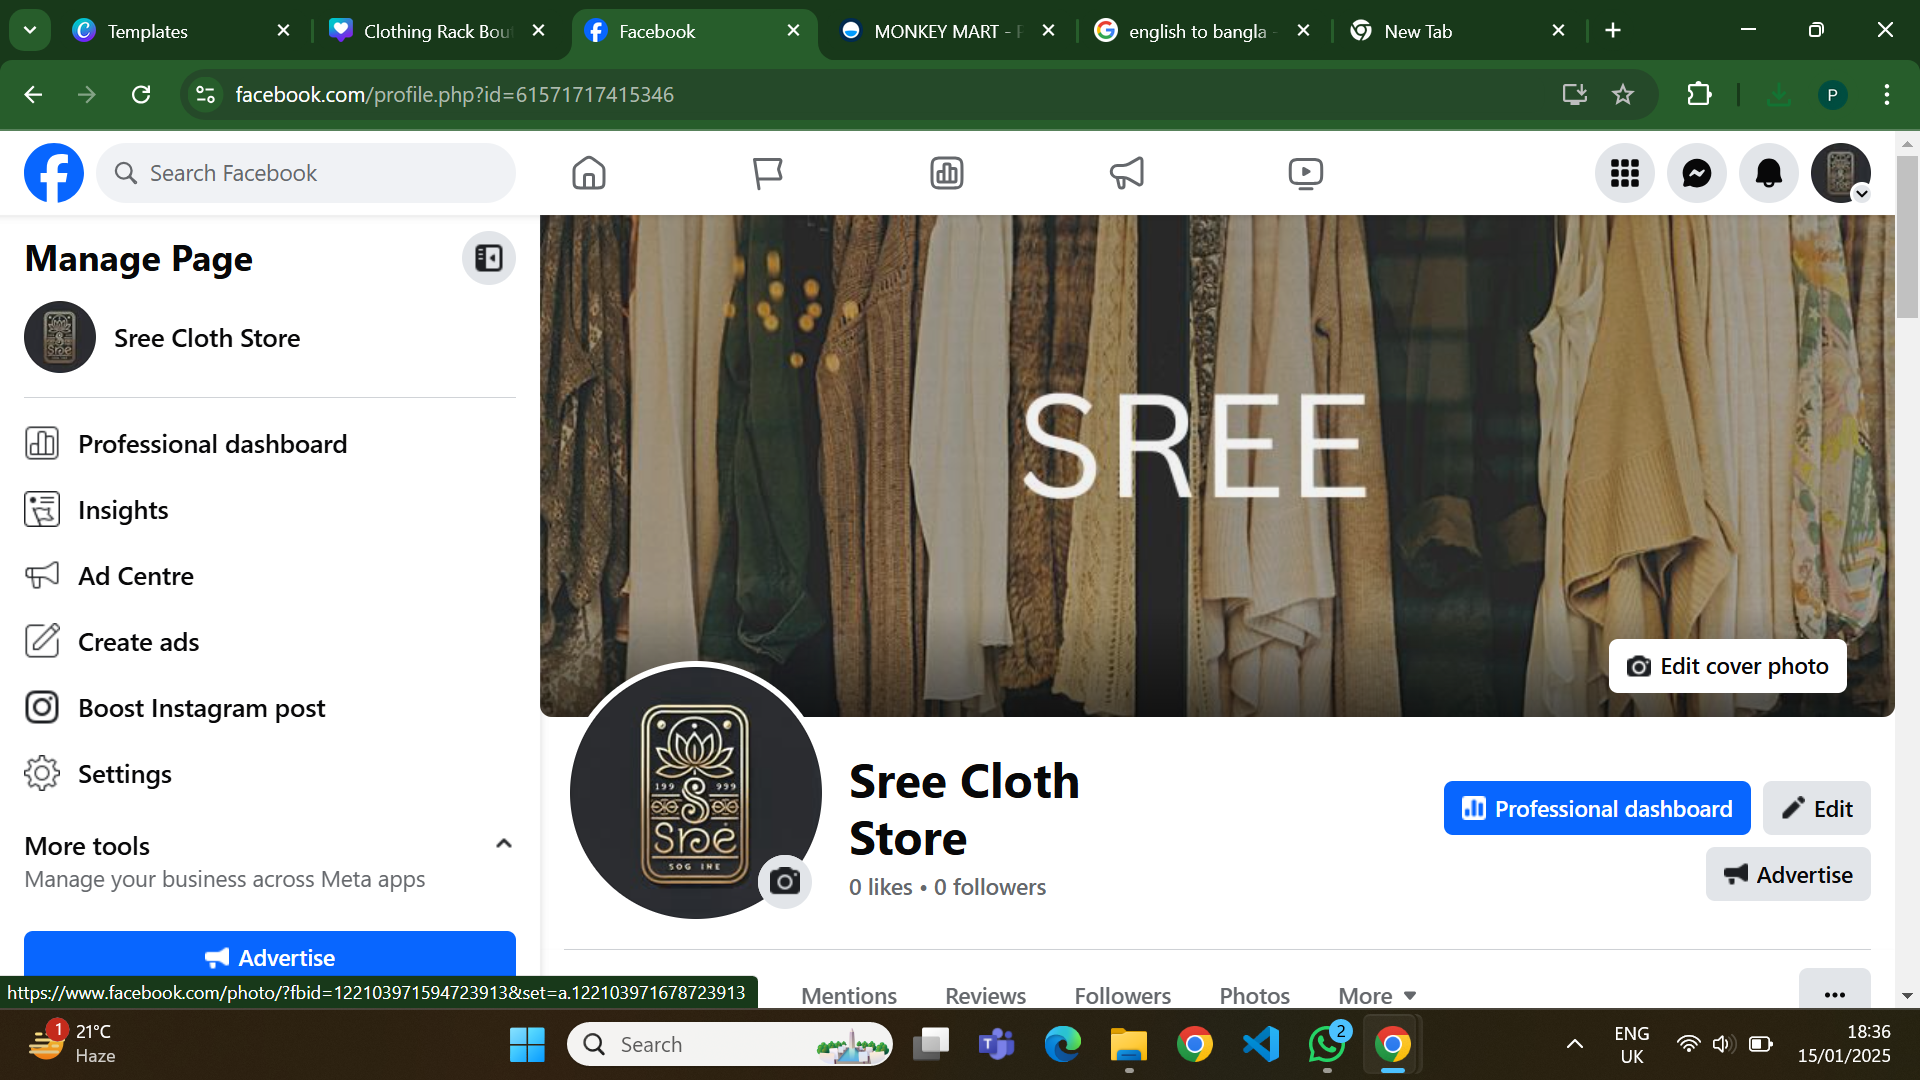 Templates
Clothing Rack Bout
Facebook
MONKEY MART - P
english to bangla -
New Tab
facebook.com/profile.php?id=61571717415346
P
Search Facebook
Manage Page
Sree Cloth Store
Professional dashboard
Insights
Ad Centre
Create ads
Boost Instagram post
Settings
More tools
Manage your business across Meta apps
Advertise
SREE
Edit cover photo
199 999
SOG INE
Sree Cloth
Store
0 likes • 0 followers
Professional dashboard
Edit
Advertise
Mentions
Reviews
Followers
Photos
More
https://www.facebook.com/photo/?fbid=122103971594723913&set=a.122103971678723913
1
21°C
Haze
Search
2
ENG
UK
18:36
15/01/2025